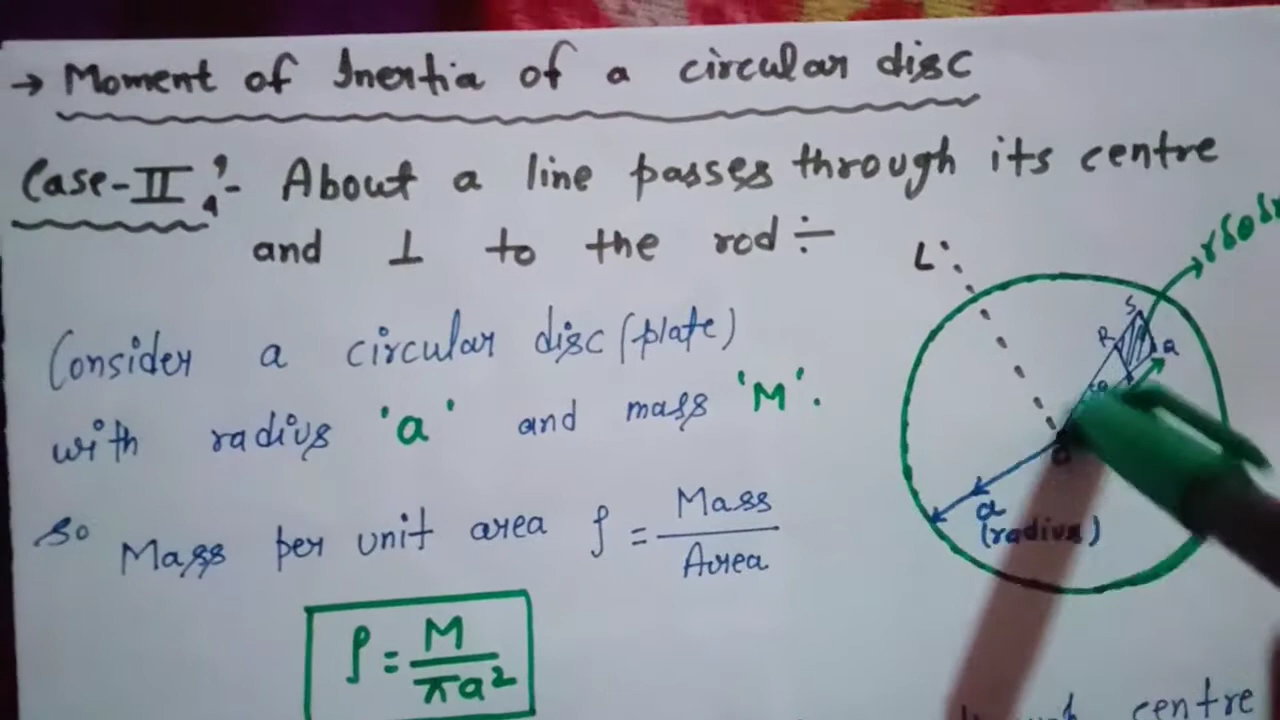 → Moment of Inertia of a circular disc
Case-II :- About a line passes through its centre
and ⊥ to the rod ÷
L'
rδθδr
Consider a circular disc (plate)
with radius 'a' and mass 'M'.
S
R
Q
θ
O
a
(radius)
So Mass per unit area ρ = Mass / Area
ρ = M / πa²
centre